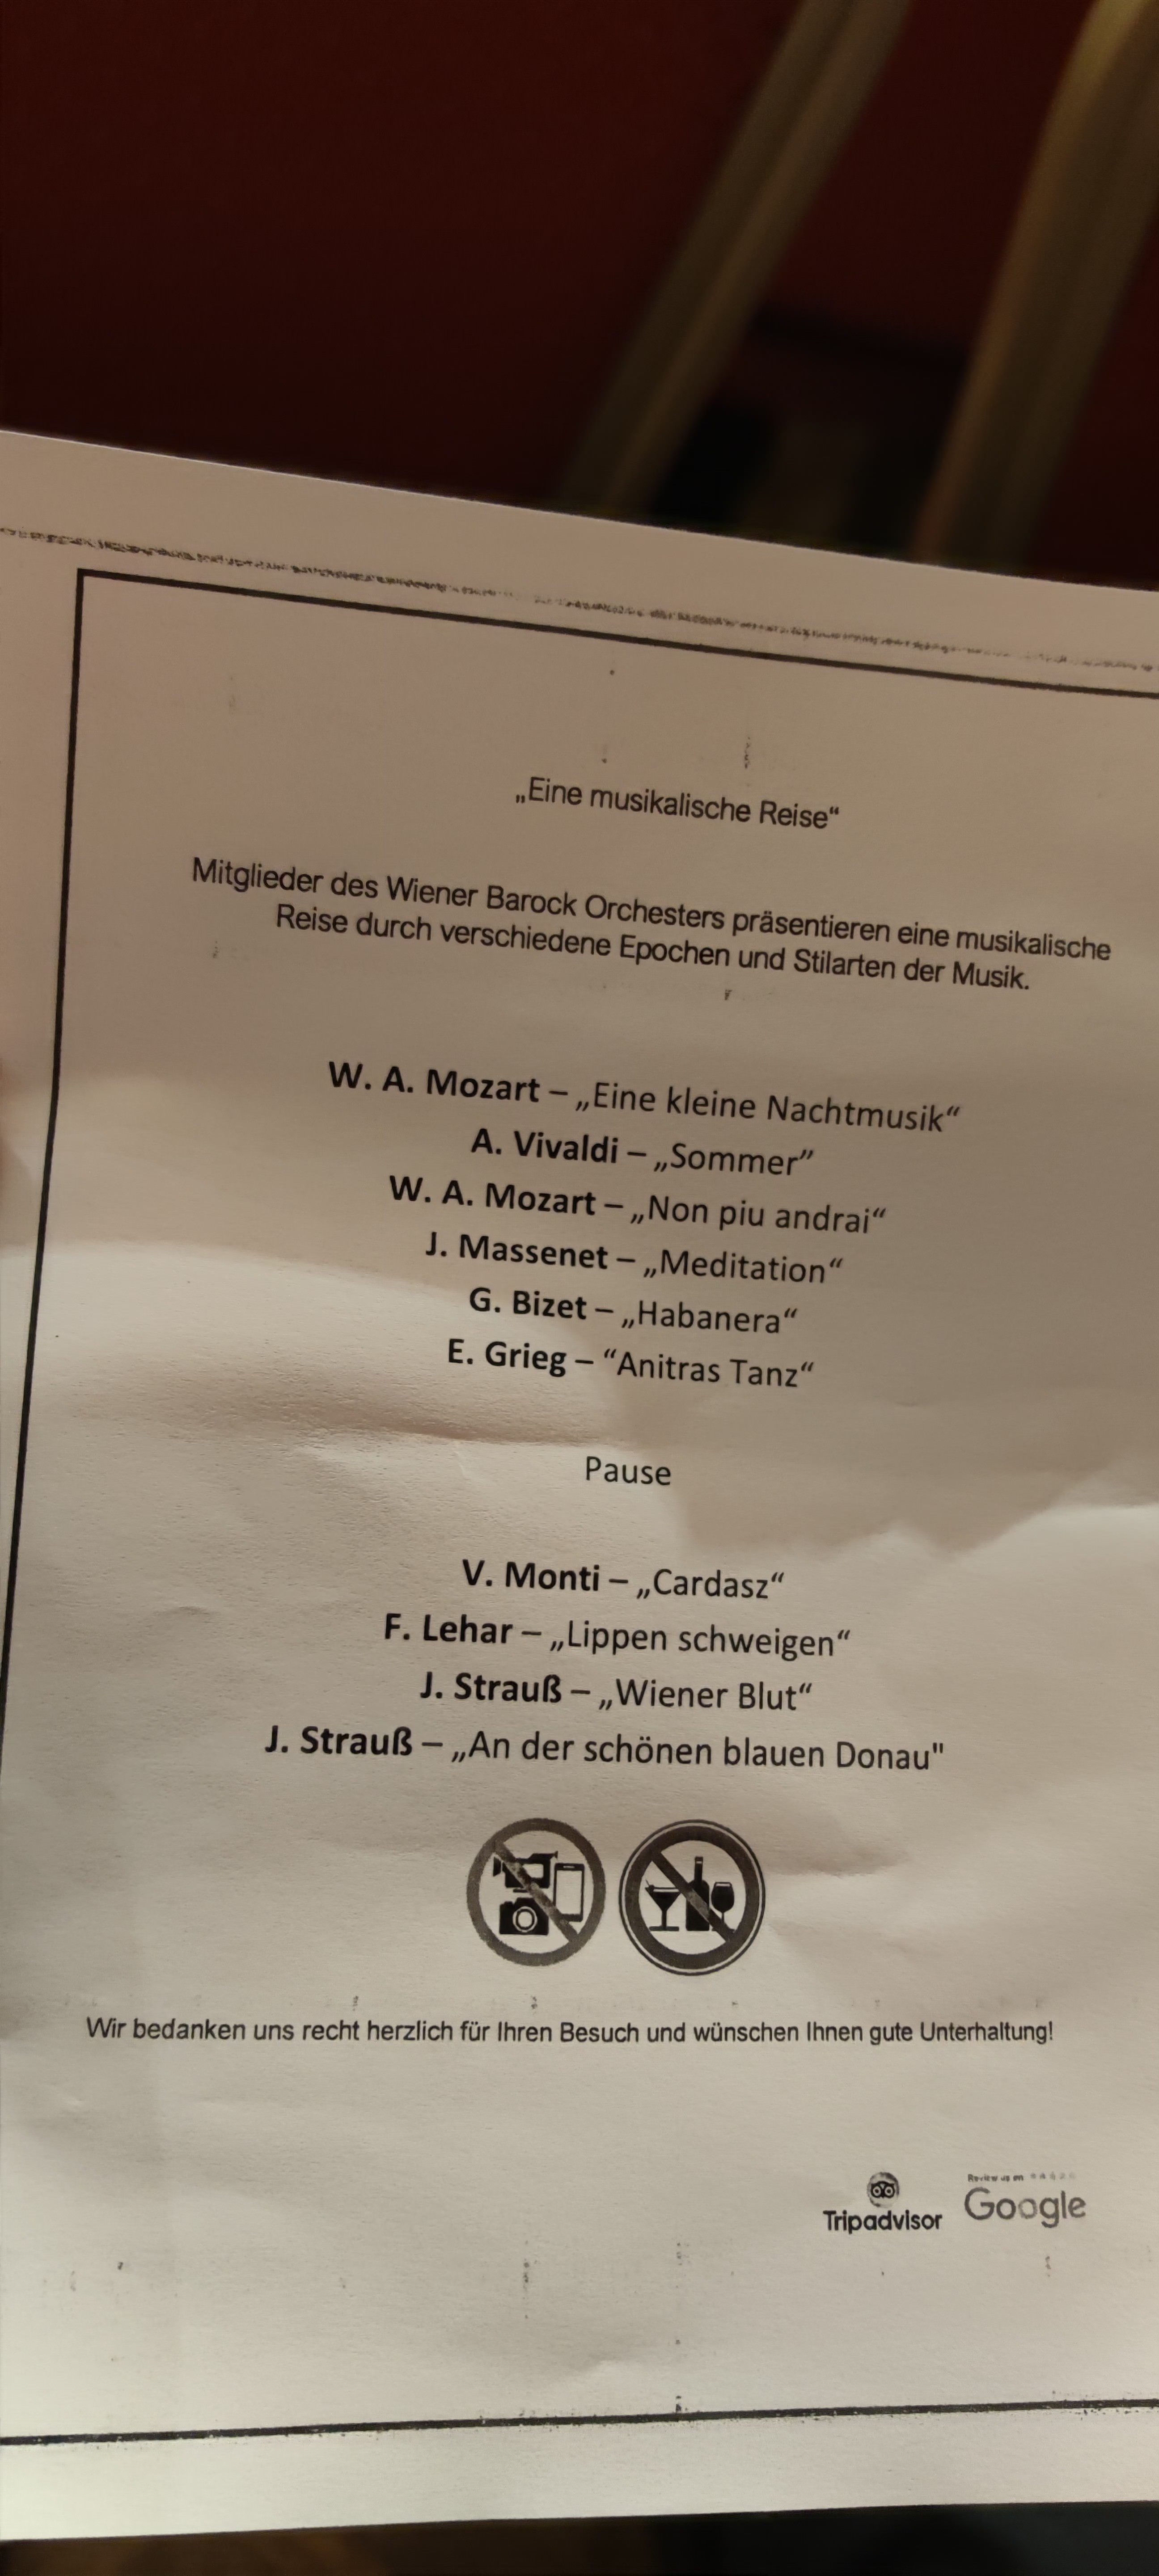 „Eine musikalische Reise“
Mitglieder des Wiener Barock Orchesters präsentieren eine musikalische
Reise durch verschiedene Epochen und Stilarten der Musik.
W. A. Mozart – „Eine kleine Nachtmusik“
A. Vivaldi – „Sommer”
W. A. Mozart – „Non piu andrai“
J. Massenet – „Meditation“
G. Bizet – „Habanera“
E. Grieg – “Anitras Tanz“
Pause
V. Monti – „Cardasz“
F. Lehar – „Lippen schweigen“
J. Strauß – „Wiener Blut“
J. Strauß – „An der schönen blauen Donau"
Wir bedanken uns recht herzlich für Ihren Besuch und wünschen Ihnen gute Unterhaltung!
Tripadvisor
Review us on
Google